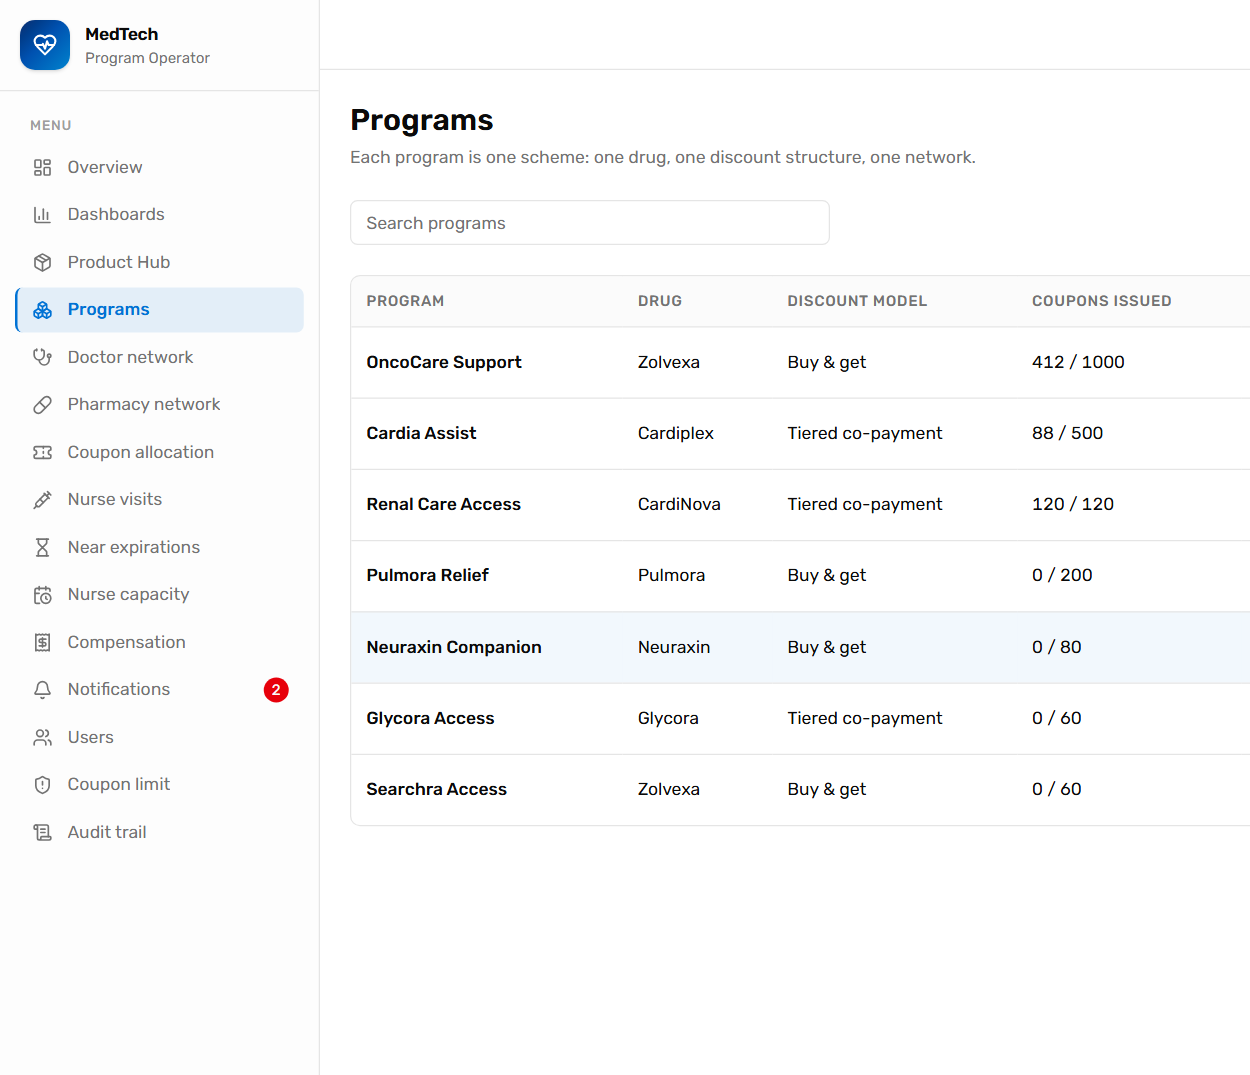 MedTech
Program Operator
MENU
Overview
Dashboards
Product Hub
Programs
Doctor network
Pharmacy network
Coupon allocation
Nurse visits
Near expirations
Nurse capacity
Compensation
Notifications 2
Users
Coupon limit
Audit trail
Programs
Each program is one scheme: one drug, one discount structure, one network.
Search programs
PROGRAM DRUG DISCOUNT MODEL COUPONS ISSUED
OncoCare Support Zolvexa Buy & get 412 / 1000
Cardia Assist Cardiplex Tiered co-payment 88 / 500
Renal Care Access CardiNova Tiered co-payment 120 / 120
Pulmora Relief Pulmora Buy & get 0 / 200
Neuraxin Companion Neuraxin Buy & get 0 / 80
Glycora Access Glycora Tiered co-payment 0 / 60
Searchra Access Zolvexa Buy & get 0 / 60